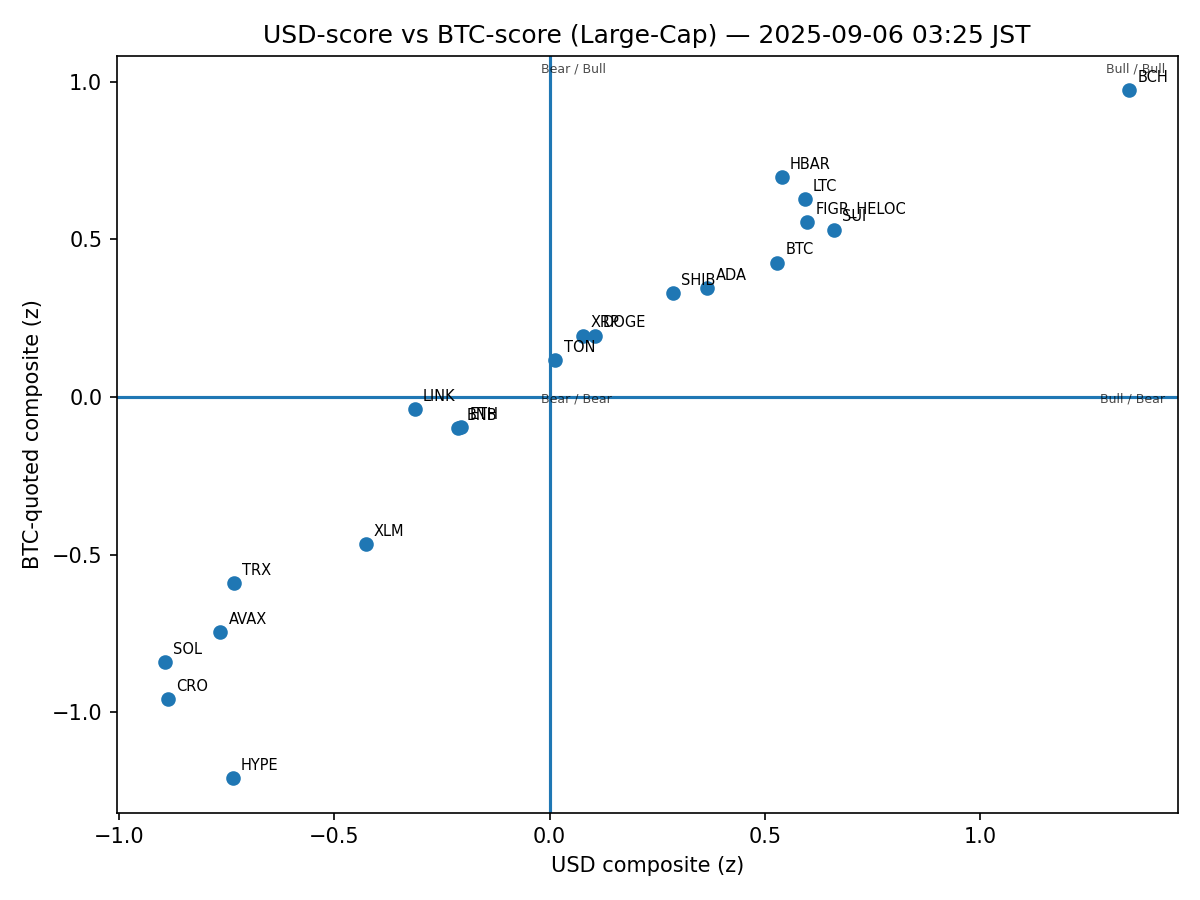 USD-score vs BTC-score (Large-Cap) — 2025-09-06 03:25 JST
Bear / Bull
Bull / Bull
BCH
HBAR
LTC
FIGR_HELOC
SUI
BTC
ADA
SHIB
XRP
DOGE
TON
LINK
Bear / Bear
Bull / Bear
ETH
BNB
XLM
TRX
AVAX
SOL
CRO
HYPE
1.0
0.5
0.0
−0.5
−1.0
BTC-quoted composite (z)
−1.0
−0.5
0.0
0.5
1.0
USD composite (z)